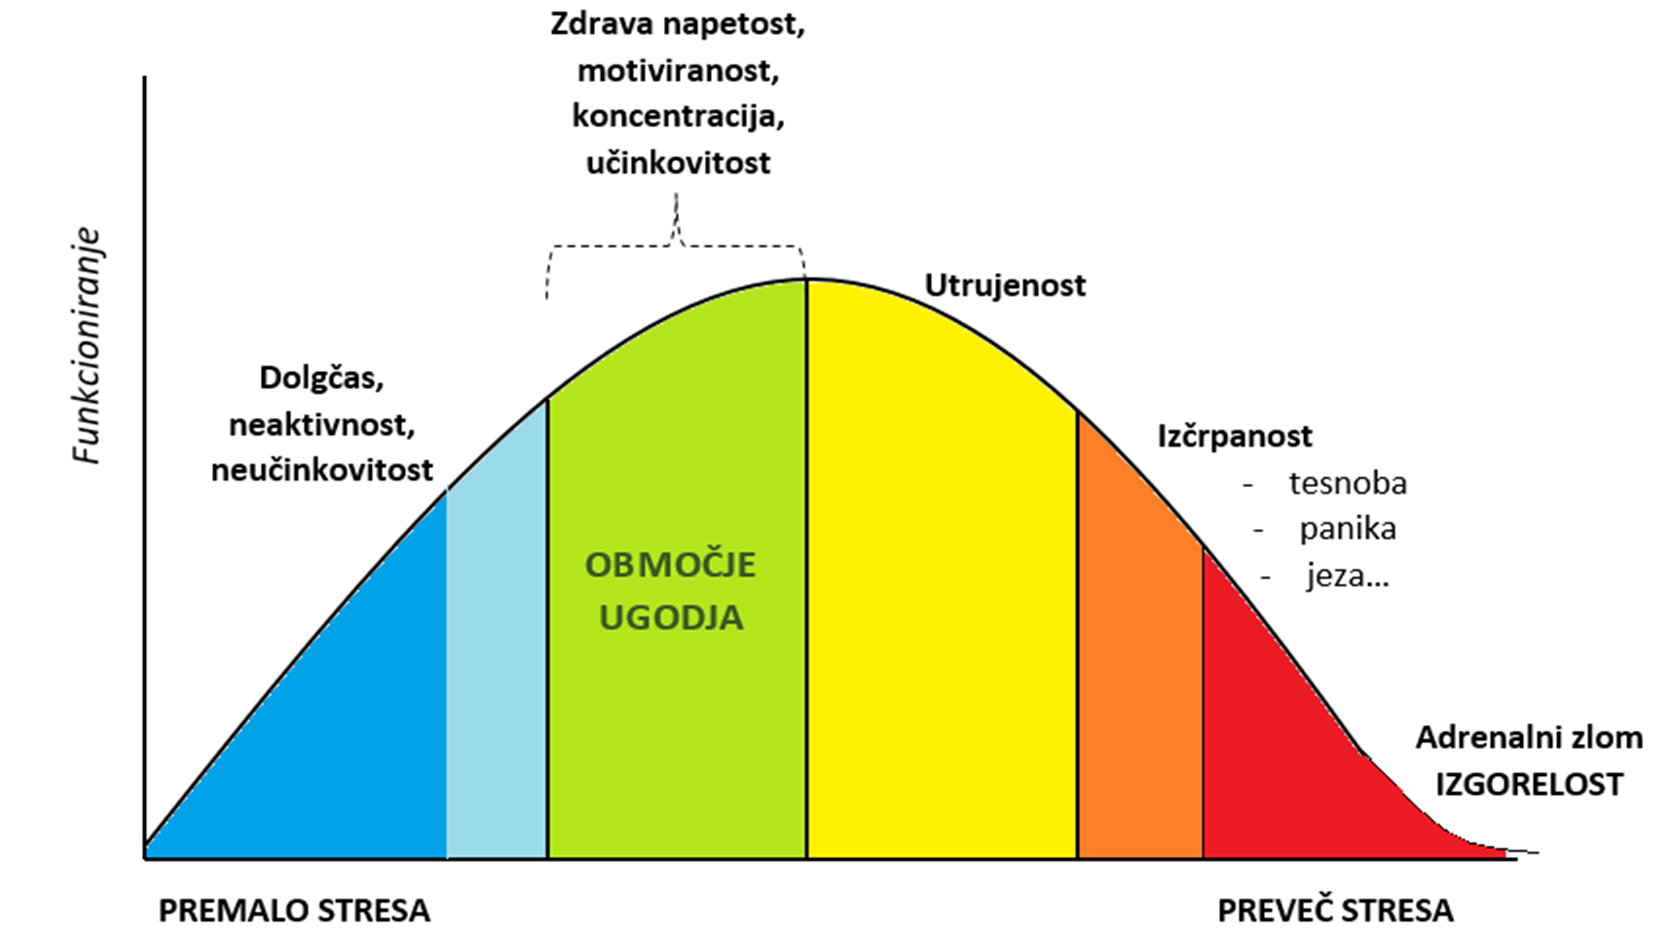 Zdrava napetost,
motiviranost,
koncentracija,
učinkovitost
Funkcioniranje
Utrujenost
Dolgčas,
neaktivnost,
neučinkovitost
Izčrpanost
- tesnoba
- panika
- jeza...
OBMOČJE
UGODJA
Adrenalni zlom
IZGORELOST
PREMALO STRESA
PREVEČ STRESA